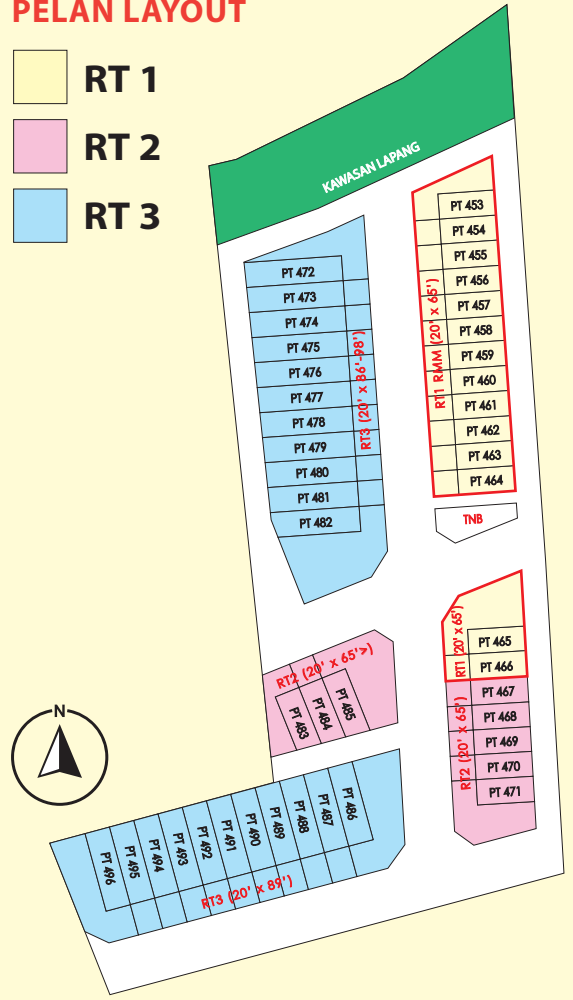 PELAN LAYOUT
RT 1
RT 2
RT 3
KAWASAN LAPANG
PT 453
PT 454
PT 455
PT 456
PT 457
PT 458
PT 459
PT 460
PT 461
PT 462
PT 463
PT 464
RT1 RMM (20' x 65')
TNB
PT 472
PT 473
PT 474
PT 475
PT 476
PT 477
PT 478
PT 479
PT 480
PT 481
PT 482
RT3 (20' x 86'-98')
RT1 (20' x 65')
PT 465
PT 466
PT 467
PT 468
PT 469
PT 470
PT 471
RT2 (20' x 65')
RT2 (20' x 65'>)
PT 483
PT 484
PT 485
N
PT 496
PT 495
PT 494
PT 493
PT 492
PT 491
PT 490
PT 489
PT 488
PT 487
PT 486
RT3 (20' x 89')